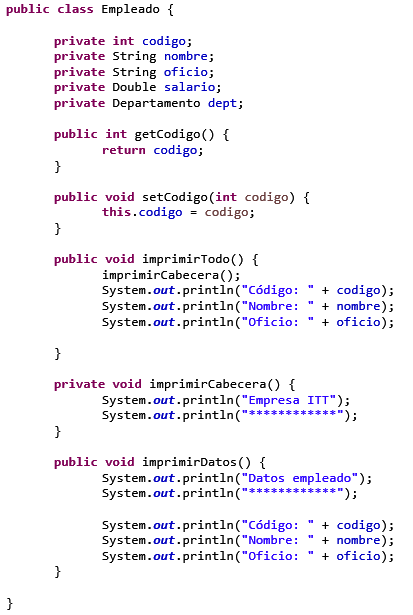 public class Empleado {
private int codigo;
private String nombre;
private String oficio;
private Double salario;
private Departamento dept;
public int getCodigo() {
return codigo;
}
public void setCodigo(int codigo) {
this.codigo = codigo;
}
public void imprimirTodo() {
imprimirCabecera();
System.out.println("Código: " + codigo);
System.out.println("Nombre: " + nombre);
System.out.println("Oficio: " + oficio);
}
private void imprimirCabecera() {
System.out.println("Empresa ITT");
System.out.println("************");
}
public void imprimirDatos() {
System.out.println("Datos empleado");
System.out.println("************");
System.out.println("Código: " + codigo);
System.out.println("Nombre: " + nombre);
System.out.println("Oficio: " + oficio);
}
}